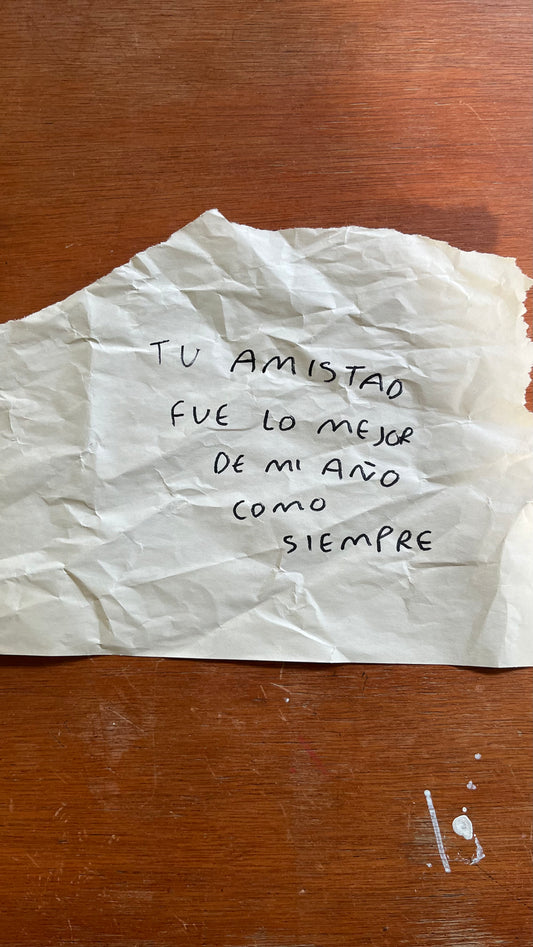 TU AMISTAD
FUE LO MEJOR
DE MI AÑO
COMO
SIEMPRE